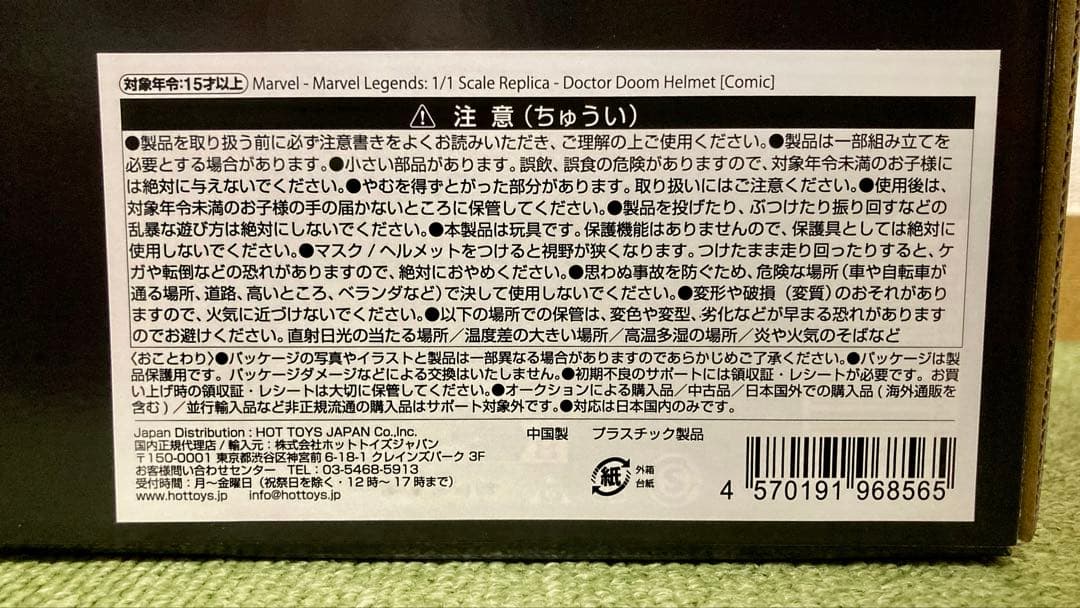 対象年令:15才以上 Marvel - Marvel Legends: 1/1 Scale Replica - Doctor Doom Helmet [Comic]
⚠ 注 意(ちゅうい)
●製品を取り扱う前に必ず注意書きをよくお読みいただき、ご理解の上ご使用ください。●製品は一部組み立てを
必要とする場合があります。●小さい部品があります。誤飲、誤食の危険がありますので、対象年令未満のお子様に
は絶対に与えないでください。●やむを得ずとがった部分があります。取り扱いにはご注意ください。●使用後は、
対象年令未満のお子様の手の届かないところに保管してください。●製品を投げたり、ぶつけたり振り回すなどの
乱暴な遊び方は絶対にしないでください。●本製品は玩具です。保護機能はありませんので、保護具としては絶対に
使用しないでください。●マスク/ヘルメットをつけると視野が狭くなります。つけたまま走り回ったりすると、ケ
ガや転倒などの恐れがありますので、絶対におやめください。●思わぬ事故を防ぐため、危険な場所(車や自転車が
通る場所、道路、高いところ、ベランダなど)で決して使用しないでください。●変形や破損(変質)のおそれがあり
ますので、火気に近づけないでください。●以下の場所での保管は、変色や変型、劣化などが早まる恐れがあります
のでお避けください。直射日光の当たる場所/温度差の大きい場所/高温多湿の場所/炎や火気のそばなど
〈おことわり〉●パッケージの写真やイラストと製品は一部異なる場合がありますのであらかじめご了承ください。●パッケージは製
品保護用です。パッケージダメージなどによる交換はいたしません。●初期不良のサポートには領収証・レシートが必要です。お買
い上げ時の領収証・レシートは大切に保管してください。●オークションによる購入品/中古品/日本国外での購入品(海外通販を
含む)/並行輸入品など非正規流通の購入品はサポート対象外です。●対応は日本国内のみです。
Japan Distribution : HOT TOYS JAPAN Co.,Inc.
国内正規代理店/輸入元:株式会社ホットトイズジャパン
〒150-0001 東京都渋谷区神宮前 6-18-1 クレインズパーク 3F
お客様問い合わせセンター TEL:03-5468-5913
受付時間:月~金曜日(祝祭日を除く・12時~17時まで)
www.hottoys.jp info@hottoys.jp
中国製 プラスチック製品
紙 外箱
台紙
4 570191 968565